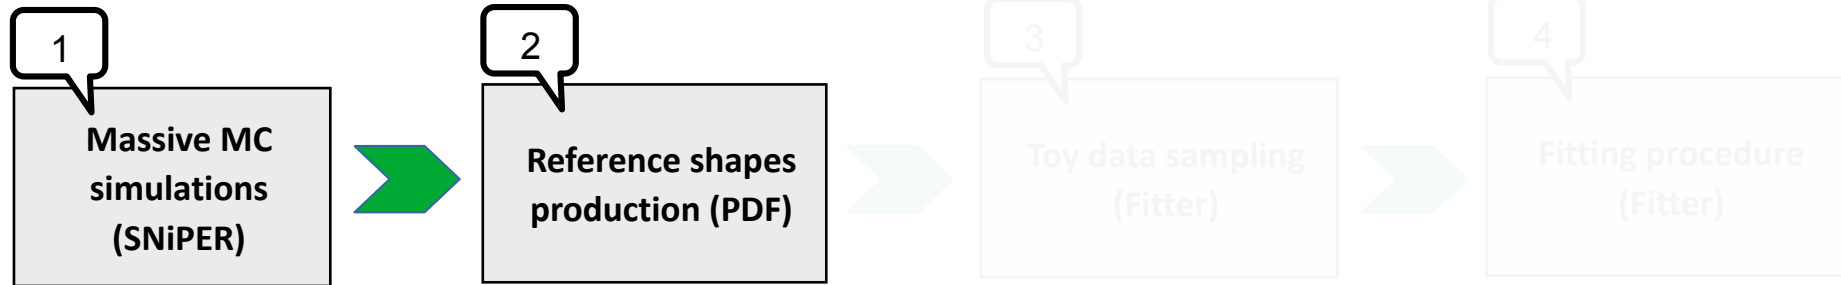 1
Massive MC
simulations
(SNiPER)
2
Reference shapes
production (PDF)
3
Toy data sampling
(Fitter)
4
Fitting procedure
(Fitter)